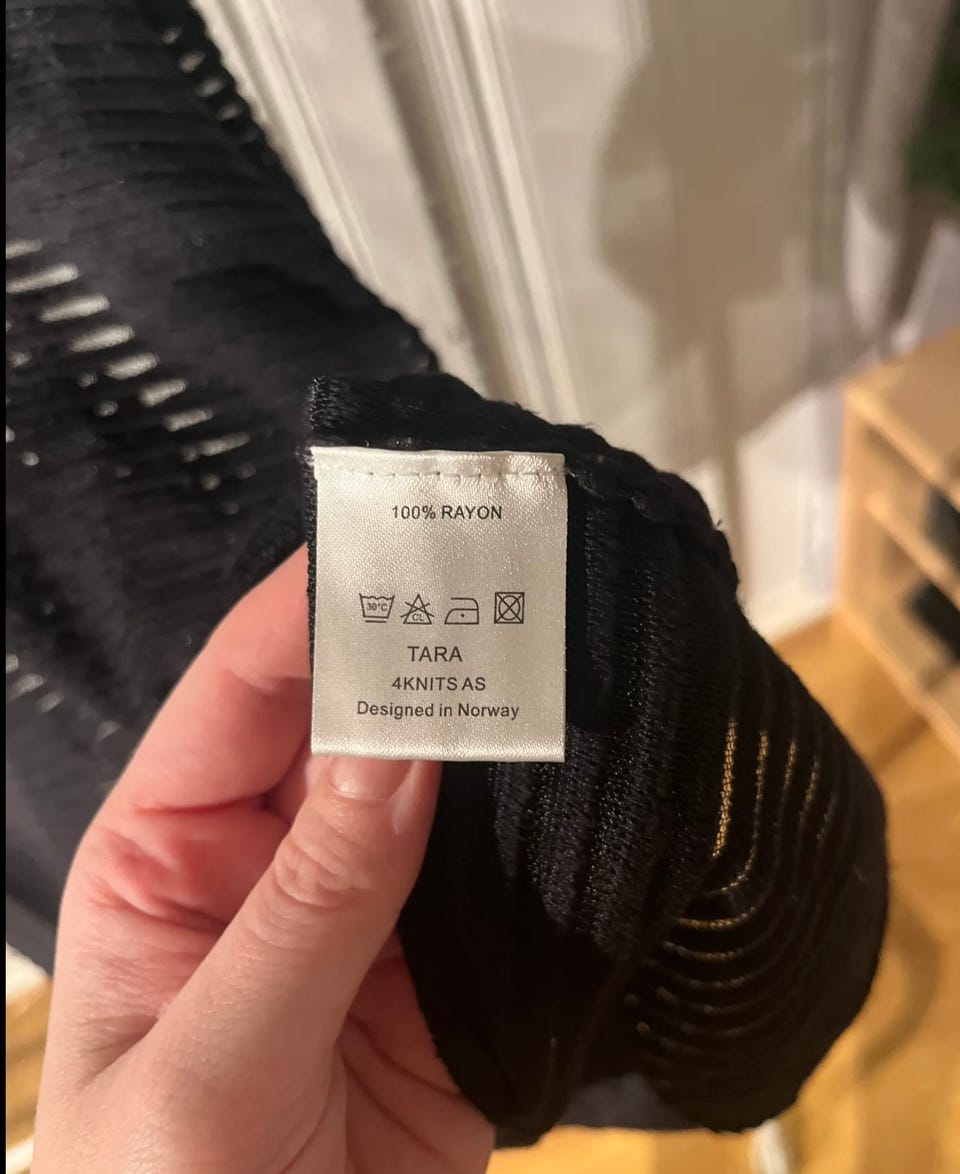 100% RAYON
30°C CL
TARA
4KNITS AS
Designed in Norway